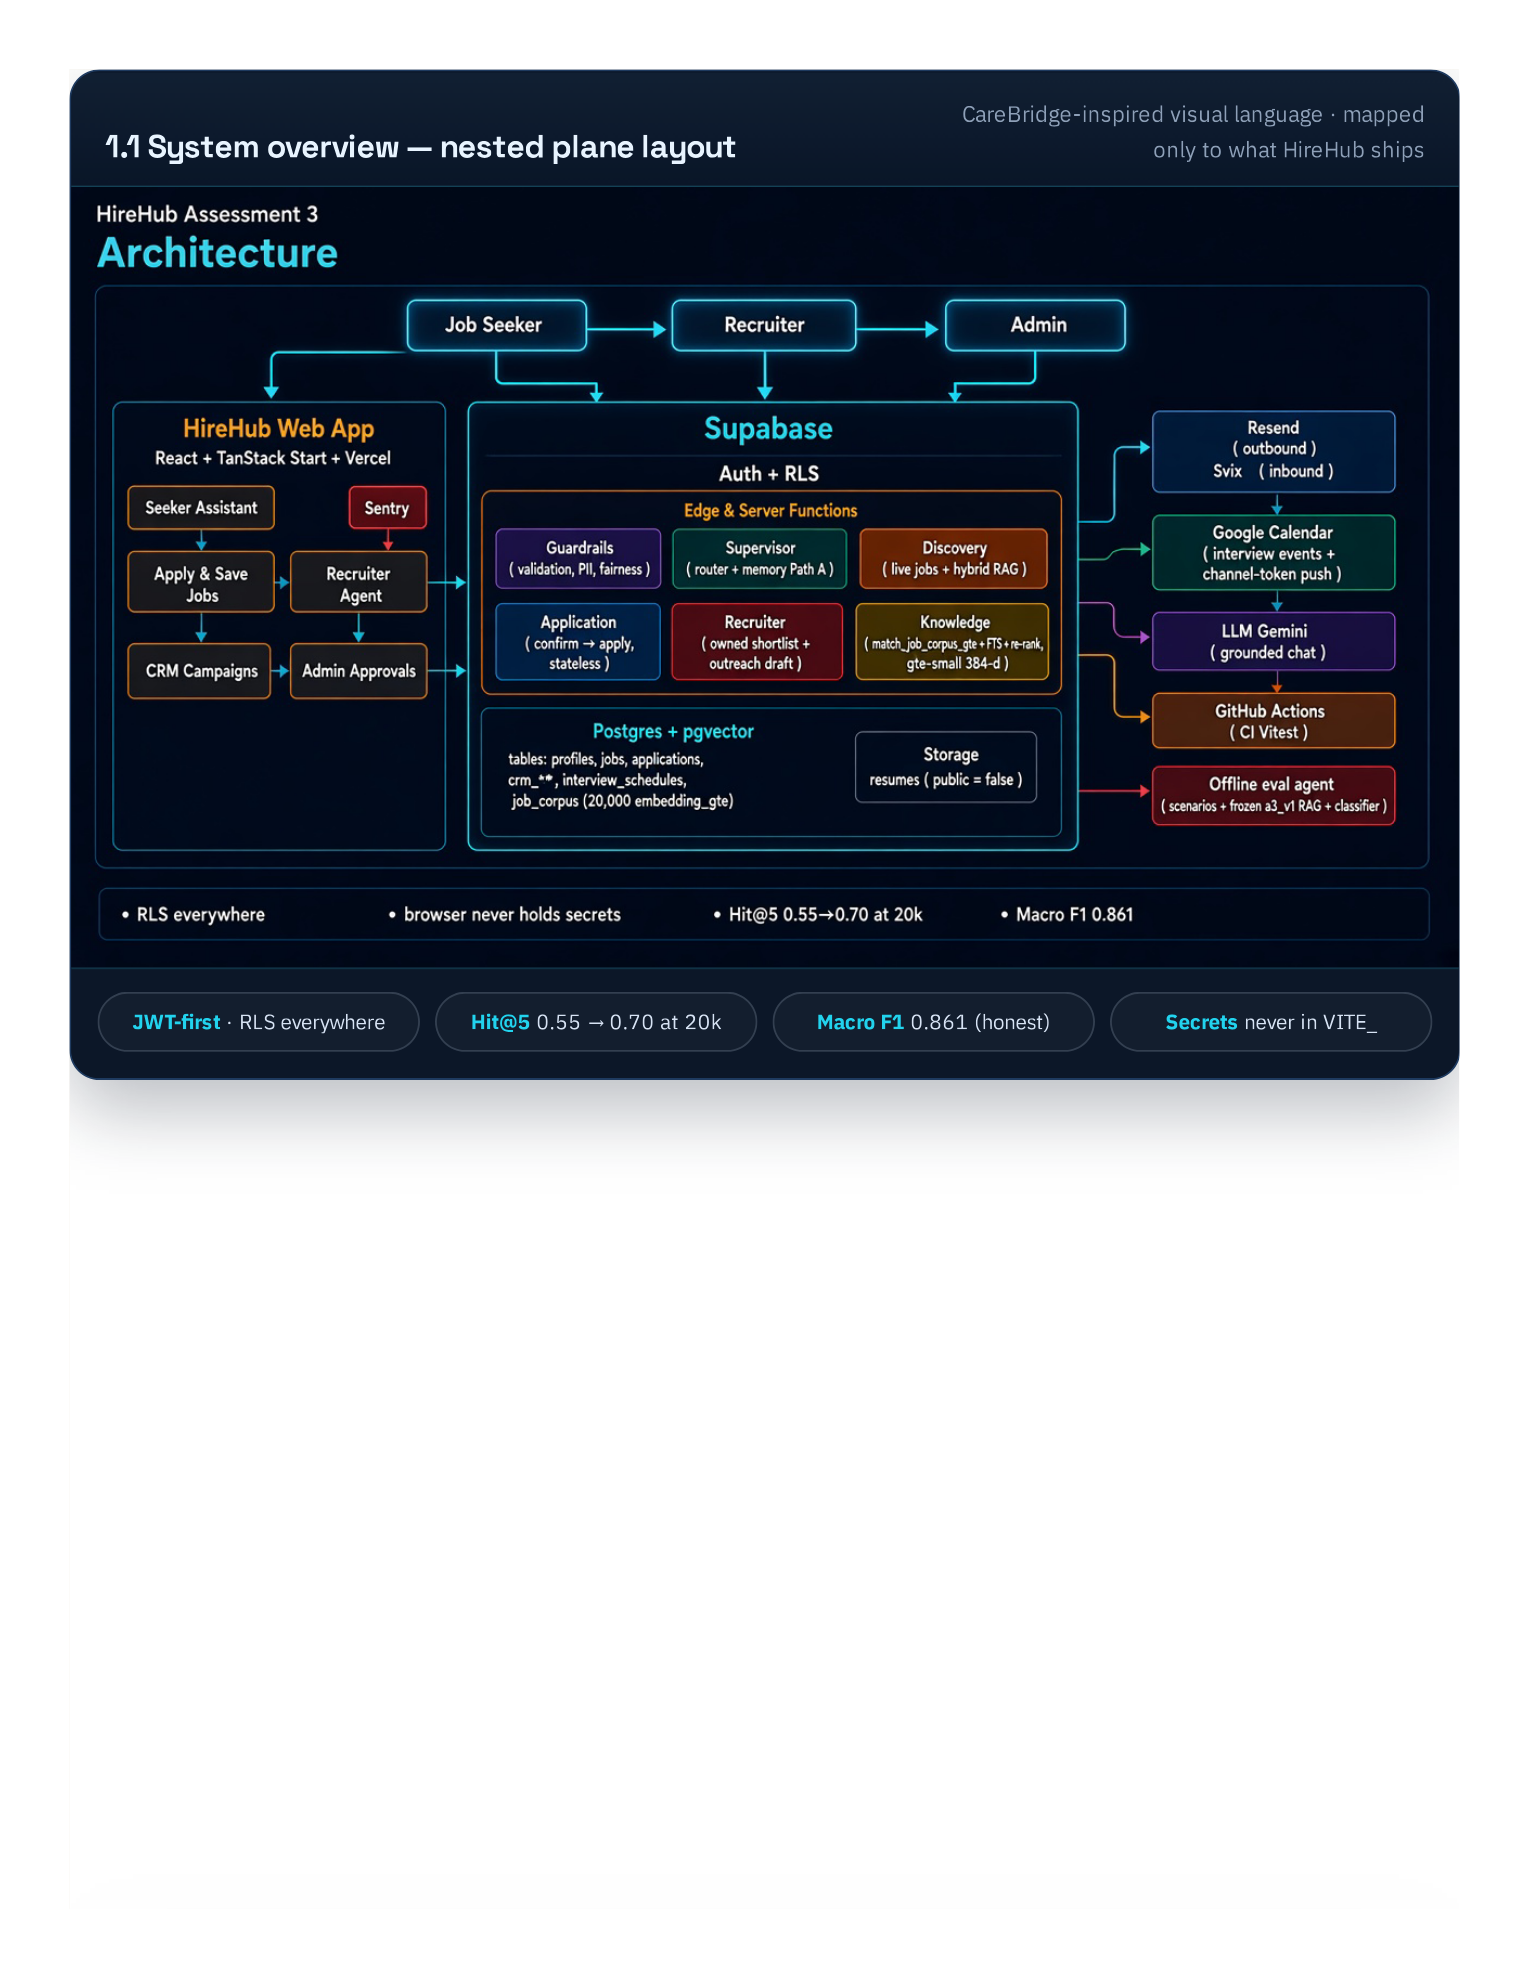 CareBridge-inspired visual language · mapped
only to what HireHub ships
1.1 System overview — nested plane layout
HireHub Assessment 3
Architecture
Job Seeker
Recruiter
Admin
HireHub Web App
React + TanStack Start + Vercel
Seeker Assistant
Sentry
Apply & Save
Jobs
Recruiter
Agent
CRM Campaigns
Admin Approvals
Supabase
Auth + RLS
Edge & Server Functions
Guardrails
( validation, PII, fairness )
Supervisor
( router + memory Path A )
Discovery
( live jobs + hybrid RAG )
Application
( confirm → apply,
stateless )
Recruiter
( owned shortlist +
outreach draft )
Knowledge
( match_job_corpus_gte + FTS + re-rank,
gte-small 384-d )
Postgres + pgvector
tables: profiles, jobs, applications,
crm_**, interview_schedules,
job_corpus (20,000 embedding_gte)
Storage
resumes ( public = false )
Resend
( outbound )
Svix ( inbound )
Google Calendar
( interview events +
channel-token push )
LLM Gemini
( grounded chat )
GitHub Actions
( CI Vitest )
Offline eval agent
( scenarios + frozen a3_v1 RAG + classifier )
• RLS everywhere
• browser never holds secrets
• Hit@5 0.55→0.70 at 20k
• Macro F1 0.861
JWT-first · RLS everywhere
Hit@5 0.55 → 0.70 at 20k
Macro F1 0.861 (honest)
Secrets never in VITE_